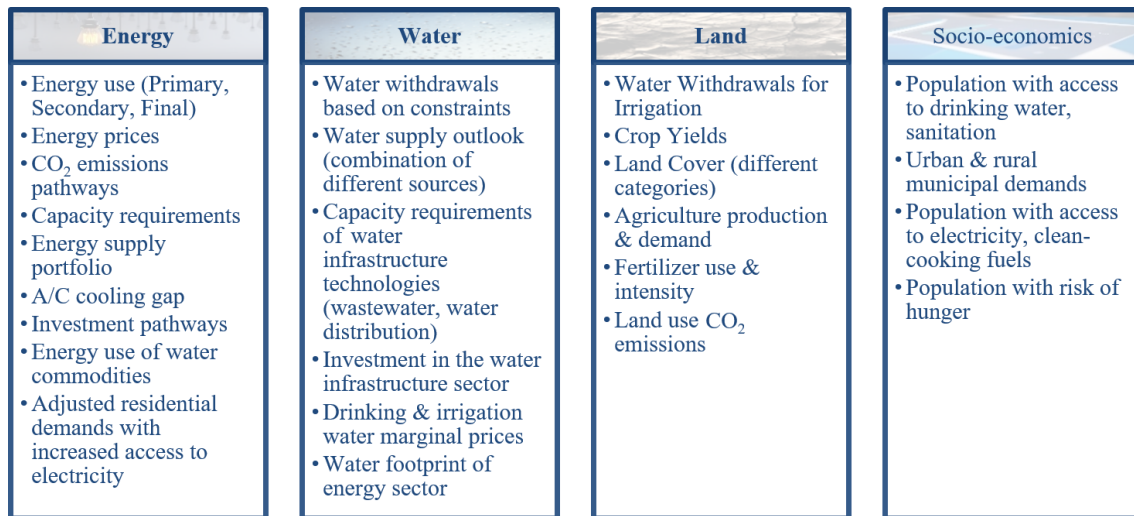 Energy
• Energy use (Primary,
Secondary, Final)
• Energy prices
• CO₂ emissions
pathways
• Capacity requirements
• Energy supply
portfolio
• A/C cooling gap
• Investment pathways
• Energy use of water
commodities
• Adjusted residential
demands with
increased access to
electricity
Water
• Water withdrawals
based on constraints
• Water supply outlook
(combination of
different sources)
• Capacity requirements
of water
infrastructure
technologies
(wastewater, water
distribution)
• Investment in the water
infrastructure sector
• Drinking & irrigation
water marginal prices
• Water footprint of
energy sector
Land
• Water Withdrawals for
Irrigation
• Crop Yields
• Land Cover (different
categories)
• Agriculture production
& demand
• Fertilizer use &
intensity
• Land use CO₂
emissions
Socio-economics
• Population with access
to drinking water,
sanitation
• Urban & rural
municipal demands
• Population with access
to electricity, clean-
cooking fuels
• Population with risk of
hunger